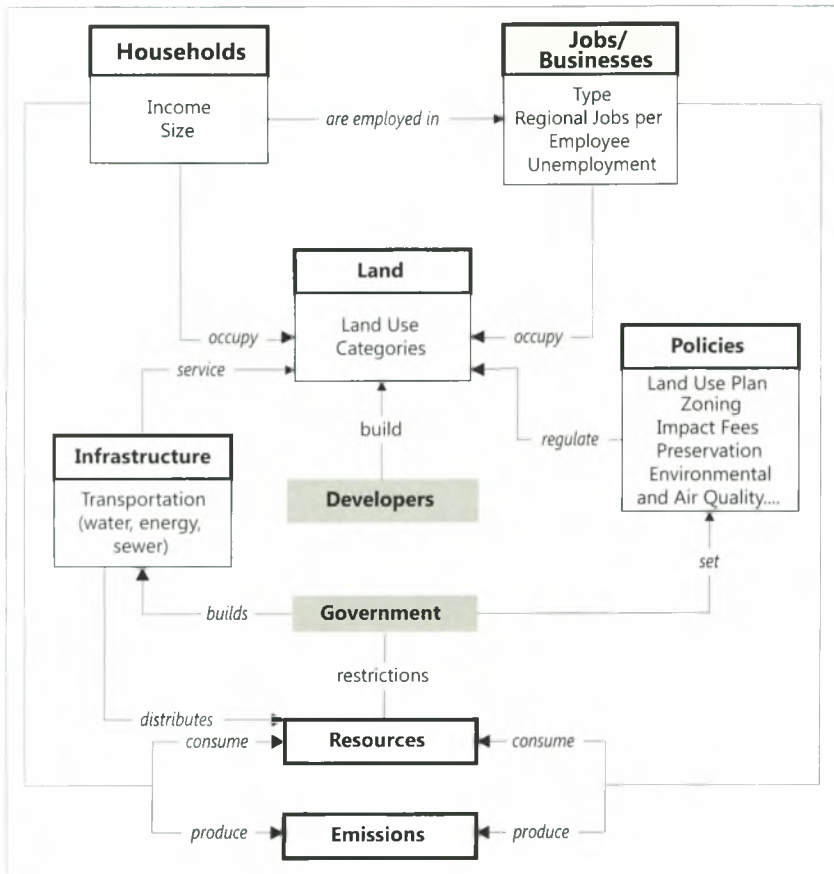 Households
Income
Size
are employed in
Jobs/
Businesses
Type
Regional Jobs per
Employee
Unemployment
Land
Land Use
Categories
occupy
occupy
service
Policies
Land Use Plan
Zoning
Impact Fees
Preservation
Environmental
and Air Quality....
build
regulate
Infrastructure
Transportation
(water, energy,
sewer)
Developers
set
builds
Government
restrictions
distributes
consume
Resources
consume
produce
Emissions
produce